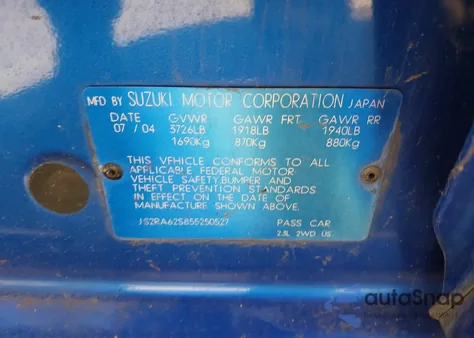 MFD BY SUZUKI MOTOR CORPORATION JAPAN
DATE GVWR GAWR FRT GAWR RR
07 / 04 3726LB 1918LB 1940LB
1690Kg 870Kg 880Kg
THIS VEHICLE CONFORMS TO ALL
APPLICABLE FEDERAL MOTOR
VEHICLE SAFETY,BUMPER AND
THEFT PREVENTION STANDARDS
IN EFFECT ON THE DATE OF
MANUFACTURE SHOWN ABOVE.
JS2RA62S855250527 PASS CAR
2.3L 2WD US
autoSnap